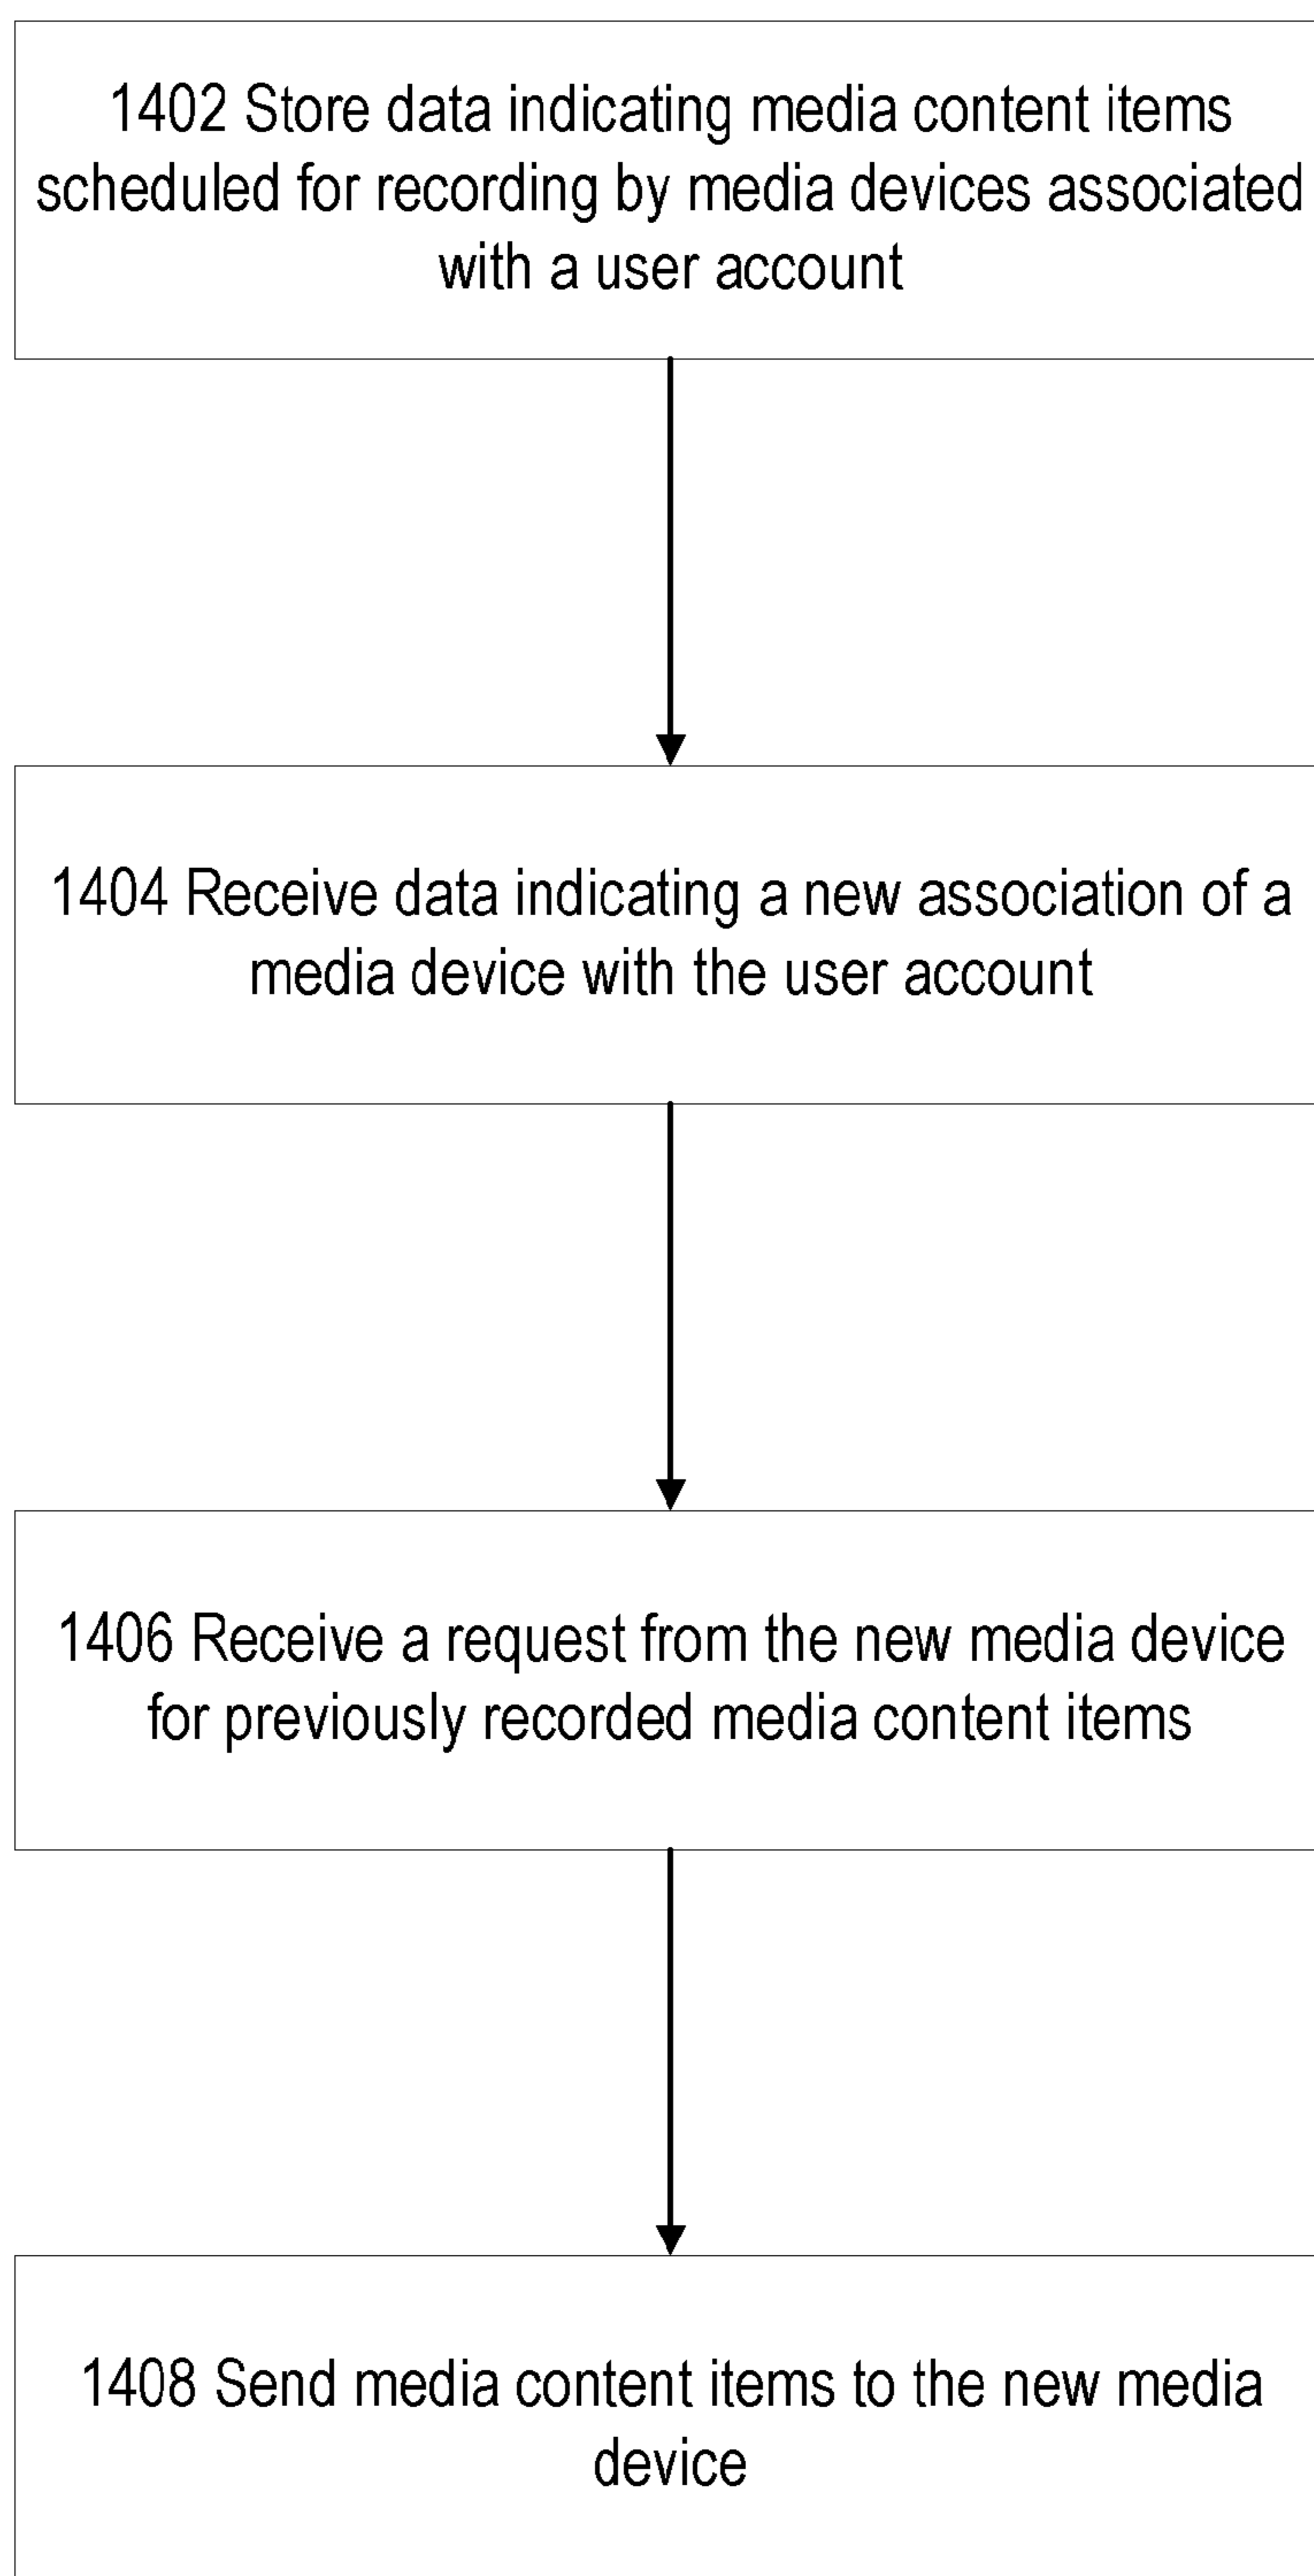 1402 Store data indicating media content items
scheduled for recording by media devices associated
with a user account
1404 Receive data indicating a new association of a
media device with the user account
1406 Receive a request from the new media device
for previously recorded media content items
1408 Send media content items to the new media
device